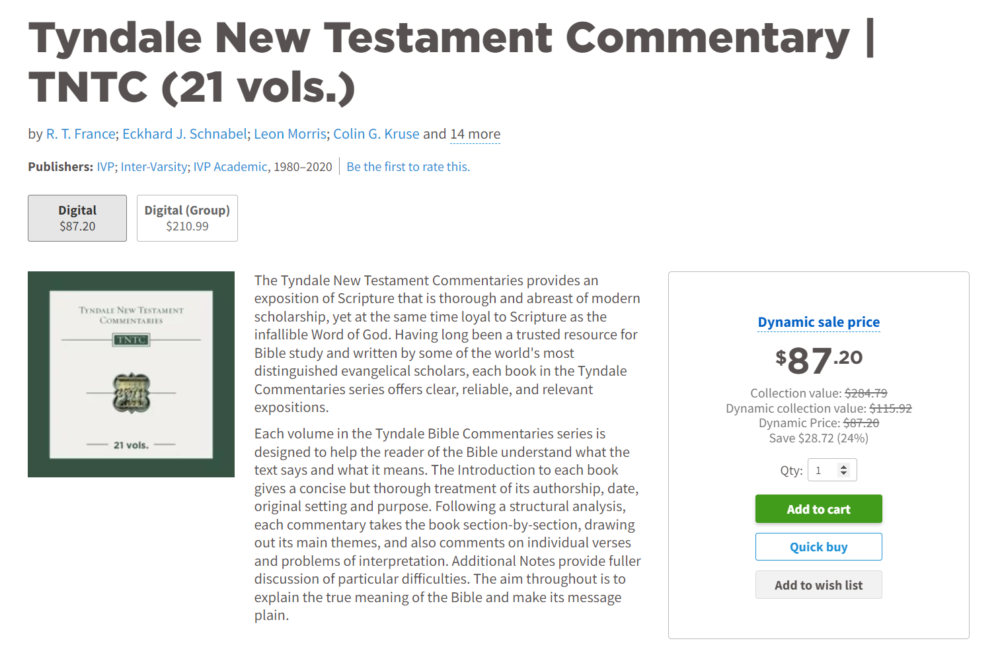 Tyndale New Testament Commentary |
TNTC (21 vols.)
by R. T. France; Eckhard J. Schnabel; Leon Morris; Colin G. Kruse and 14 more
Publishers: IVP; Inter-Varsity; IVP Academic, 1980–2020 | Be the first to rate this.
Digital
$87.20
Digital (Group)
$210.99
TYNDALE NEW TESTAMENT
COMMENTARIES
TNTC
21 vols.
The Tyndale New Testament Commentaries provides an
exposition of Scripture that is thorough and abreast of modern
scholarship, yet at the same time loyal to Scripture as the
infallible Word of God. Having long been a trusted resource for
Bible study and written by some of the world's most
distinguished evangelical scholars, each book in the Tyndale
Commentaries series offers clear, reliable, and relevant
expositions.
Each volume in the Tyndale Bible Commentaries series is
designed to help the reader of the Bible understand what the
text says and what it means. The Introduction to each book
gives a concise but thorough treatment of its authorship, date,
original setting and purpose. Following a structural analysis,
each commentary takes the book section-by-section, drawing
out its main themes, and also comments on individual verses
and problems of interpretation. Additional Notes provide fuller
discussion of particular difficulties. The aim throughout is to
explain the true meaning of the Bible and make its message
plain.
Dynamic sale price
$87.20
Collection value: $284.79
Dynamic collection value: $115.92
Dynamic Price: $87.20
Save $28.72 (24%)
Qty: 1
Add to cart
Quick buy
Add to wish list